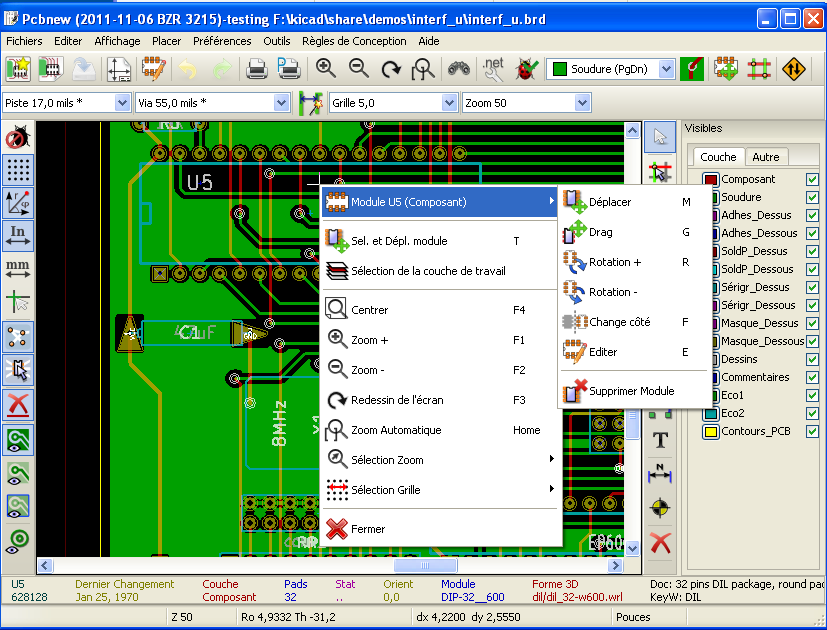 Pcbnew (2011-11-06 BZR 3215)-testing F:\kicad\share\demos\interf_u\interf_u.brd
Fichiers Editer Affichage Placer Préférences Outils Règles de Conception Aide
.net
Soudure (PgDn)
Piste 17,0 mils *
Via 55,0 mils *
Grille 5,0
Zoom 50
In
mm
U5
C1
47uF
GND
8MHz
Module U5 (Composant)
Sel. et Dépl. module T
Sélection de la couche de travail
Centrer F4
Zoom + F1
Zoom - F2
Redessin de l'écran F3
Zoom Automatique Home
Sélection Zoom
Sélection Grille
Fermer
Déplacer M
Drag G
Rotation + R
Rotation -
Change côté F
Editer E
Supprimer Module
T
N
Visibles
Couche Autre
Composant
Soudure
Adhes_Dessus
Adhes_Dessous
SoldP_Dessus
SoldP_Dessous
Sérigr_Dessus
Sérigr_Dessous
Masque_Dessus
Masque_Dessous
Dessins
Commentaires
Eco1
Eco2
Contours_PCB
U5 Dernier Changement Couche Pads Stat Orient Module Forme 3D Doc: 32 pins DIL package, round pa
628128 Jan 25, 1970 Composant 32 .. 0,0 DIP-32__600 dil/dil_32-w600.wrl KeyW: DIL
Z 50 Ro 4,9332 Th -31,2 dx 4,2200 dy 2,5550 Pouces